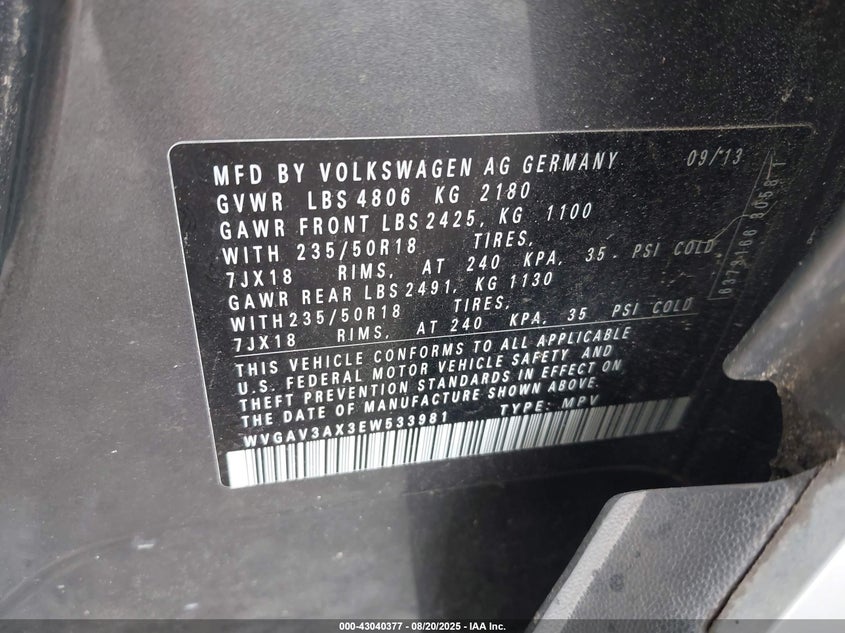 MFD BY VOLKSWAGEN AG GERMANY 09/13
GVWR LBS 4806 KG 2180
GAWR FRONT LBS 2425, KG 1100
WITH 235/50R18 TIRES,
7JX18 RIMS, AT 240 KPA, 35. PSI COLD.
GAWR REAR LBS 2491, KG 1130
WITH 235/50R18 TIRES,
7JX18 RIMS, AT 240 KPA, 35 PSI COLD
THIS VEHICLE CONFORMS TO ALL APPLICABLE
U.S. FEDERAL MOTOR VEHICLE SAFETY AND
THEFT PREVENTION STANDARDS IN EFFECT ON
THE DATE OF MANUFACTURE SHOWN ABOVE.
WVGAV3AX3EW533981 TYPE: MPV
000-43040377 - 08/20/2025 - IAA Inc.